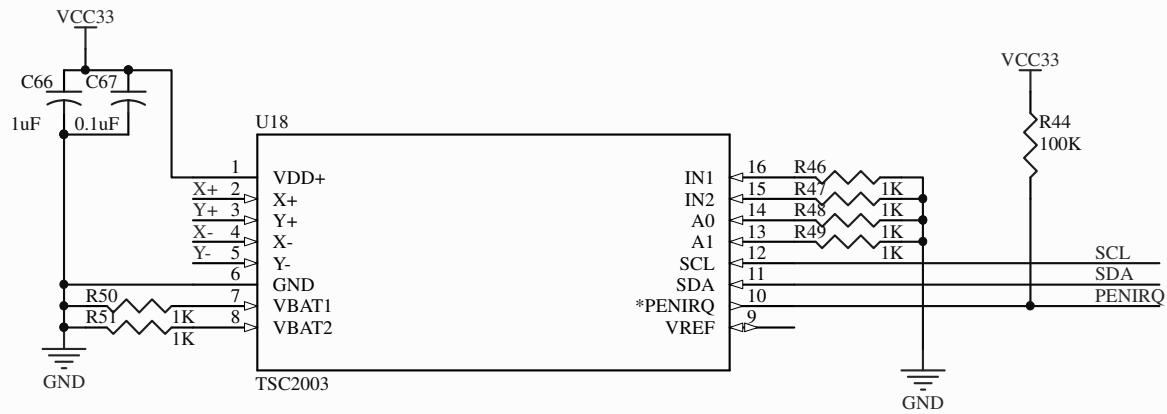 VCC33
C66
C67
1uF
0.1uF
VCC33
R44
100K
U18
1
VDD+
X+
2
X+
Y+
3
Y+
X-
4
X-
Y-
5
Y-
6
GND
R50
7
VBAT1
1K
R51
8
VBAT2
1K
IN1
16
R46
1K
IN2
15
R47
1K
A0
14
R48
1K
A1
13
R49
1K
SCL
12
SCL
SDA
11
SDA
*PENIRQ
10
PENIRQ
VREF
9
GND
TSC2003
GND